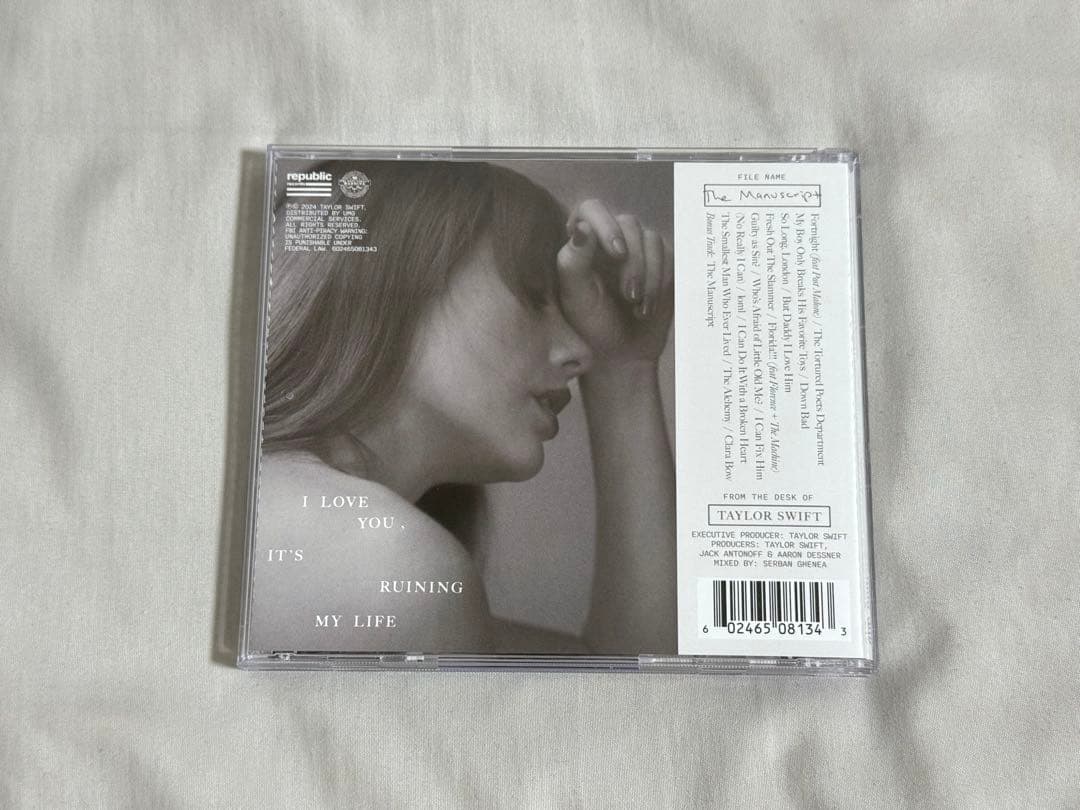 republic
℗© 2024 TAYLOR SWIFT.
DISTRIBUTED BY UMG
COMMERCIAL SERVICES.
ALL RIGHTS RESERVED.
FBI ANTI-PIRACY WARNING:
UNAUTHORIZED COPYING
IS PUNISHABLE UNDER
FEDERAL LAW. 602465081343
I LOVE
YOU,
IT'S
RUINING
MY LIFE
FILE NAME
The Manuscript
Fortnight (feat Post Malone) / The Tortured Poets Department
My Boy Only Breaks His Favorite Toys / Down Bad
So Long, London / But Daddy I Love Him
Fresh Out The Slammer / Florida!!! (feat Florence + The Machine)
Guilty as Sin? / Who's Afraid of Little Old Me? / I Can Fix Him
(No Really I Can) / loml / I Can Do It With a Broken Heart
The Smallest Man Who Ever Lived / The Alchemy / Clara Bow
Bonus Track: The Manuscript
FROM THE DESK OF
TAYLOR SWIFT
EXECUTIVE PRODUCER: TAYLOR SWIFT
PRODUCERS: TAYLOR SWIFT,
JACK ANTONOFF & AARON DESSNER
MIXED BY: SERBAN GHENEA
6 02465 08134 3